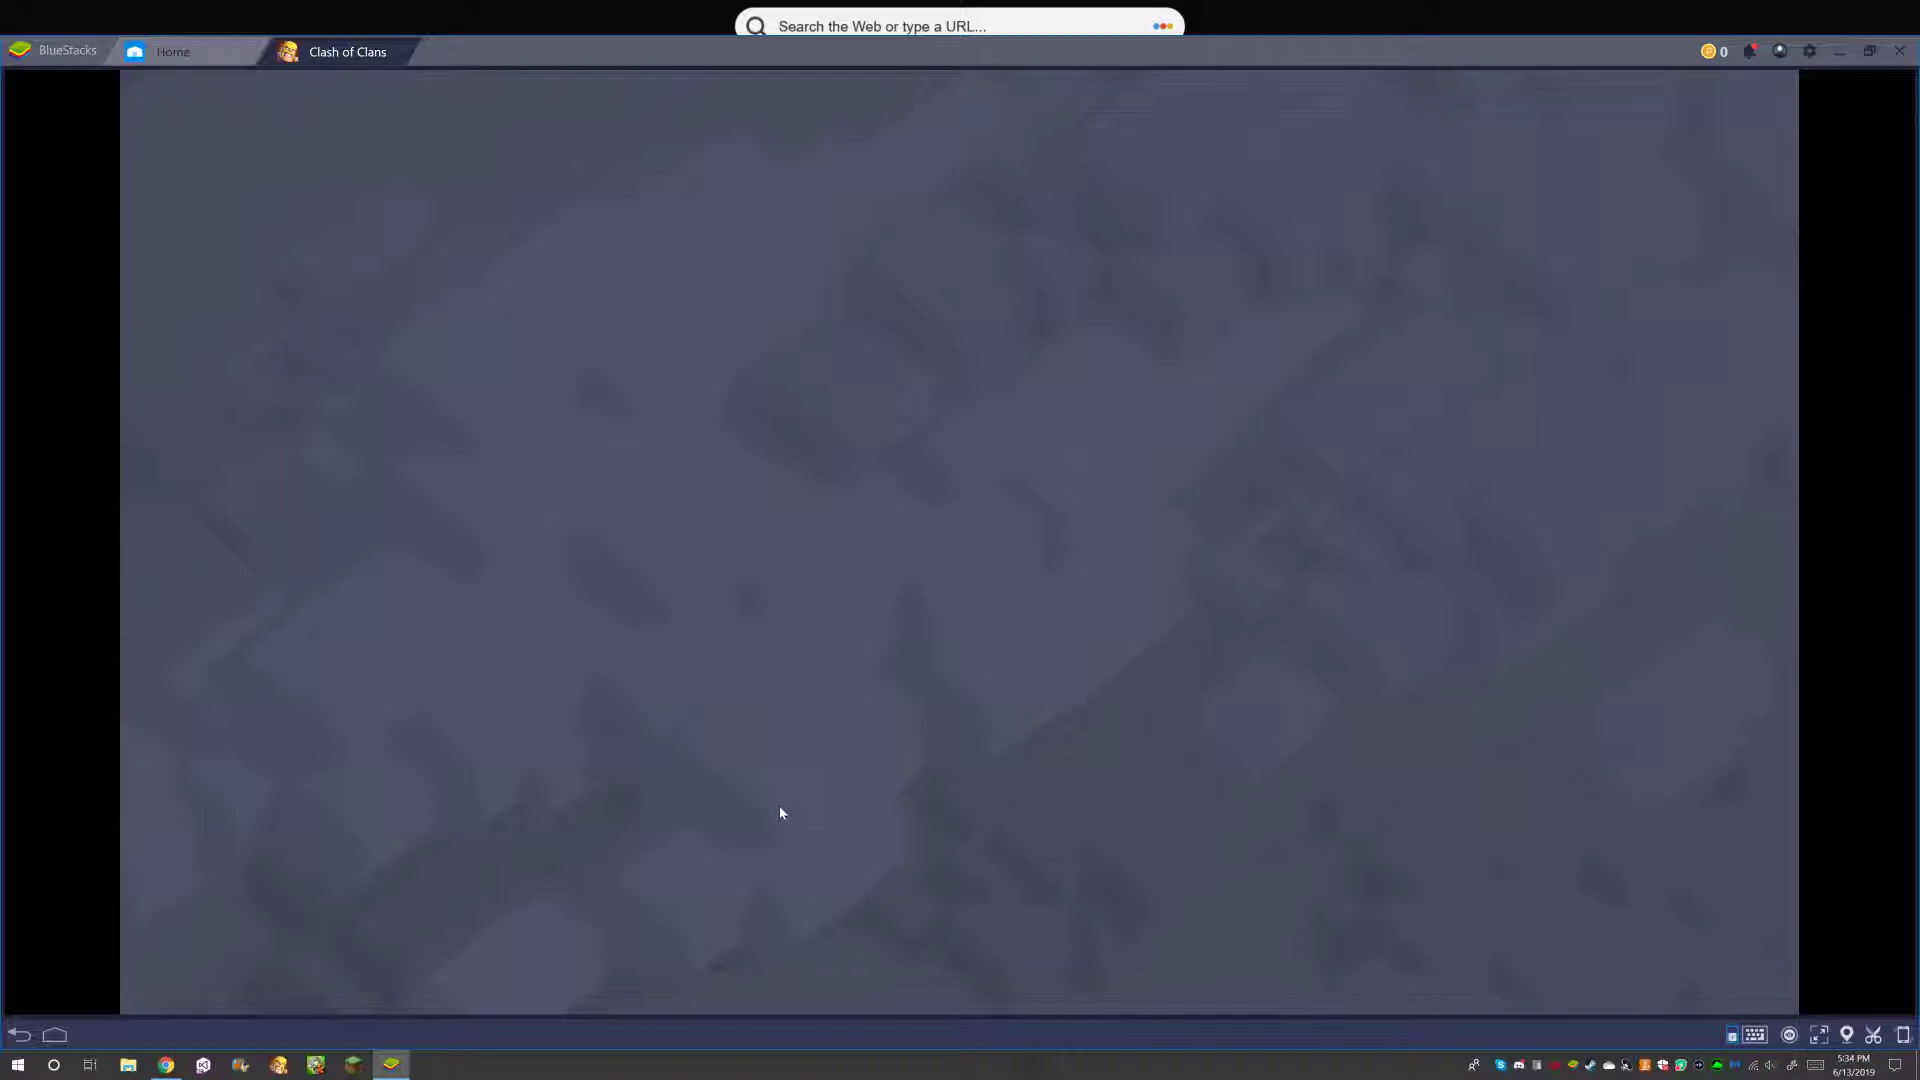 Search the Web or type a URL...
BlueStacks
Home
Clash of Clans
0
5:34 PM
6/13/2019